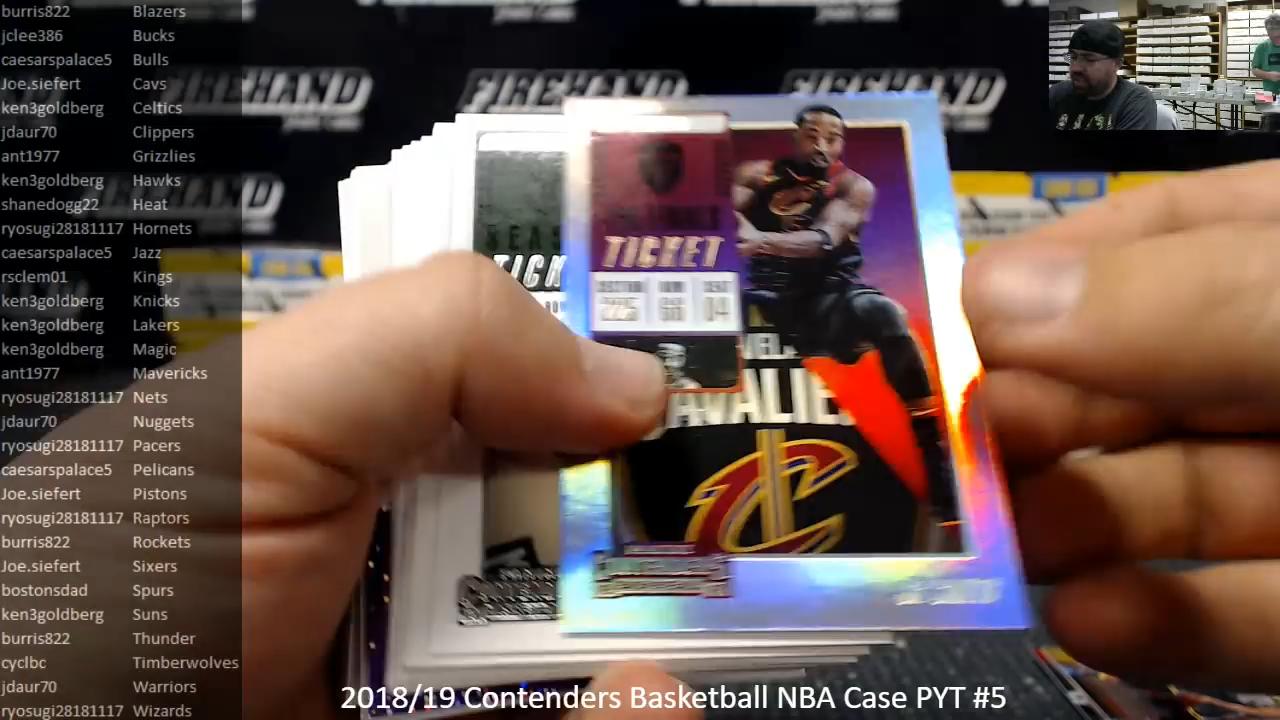 burris822 Blazers
jclee386 Bucks
caesarspalace5 Bulls
Joe.siefert Cavs
ken3goldberg Celtics
jdaur70 Clippers
ant1977 Grizzlies
ken3goldberg Hawks
shanedogg22 Heat
ryosugi28181117 Hornets
caesarspalace5 Jazz
rsclem01 Kings
ken3goldberg Knicks
ken3goldberg Lakers
ken3goldberg Magic
ant1977 Mavericks
ryosugi28181117 Nets
jdaur70 Nuggets
ryosugi28181117 Pacers
caesarspalace5 Pelicans
Joe.siefert Pistons
ryosugi28181117 Raptors
burris822 Rockets
Joe.siefert Sixers
bostonsdad Spurs
ken3goldberg Suns
burris822 Thunder
cyclbc Timberwolves
jdaur70 Warriors
ryosugi28181117 Wizards
FIREHAND
FIREHAND
FIREHAND
TICKET
2018/19 Contenders Basketball NBA Case PYT #5